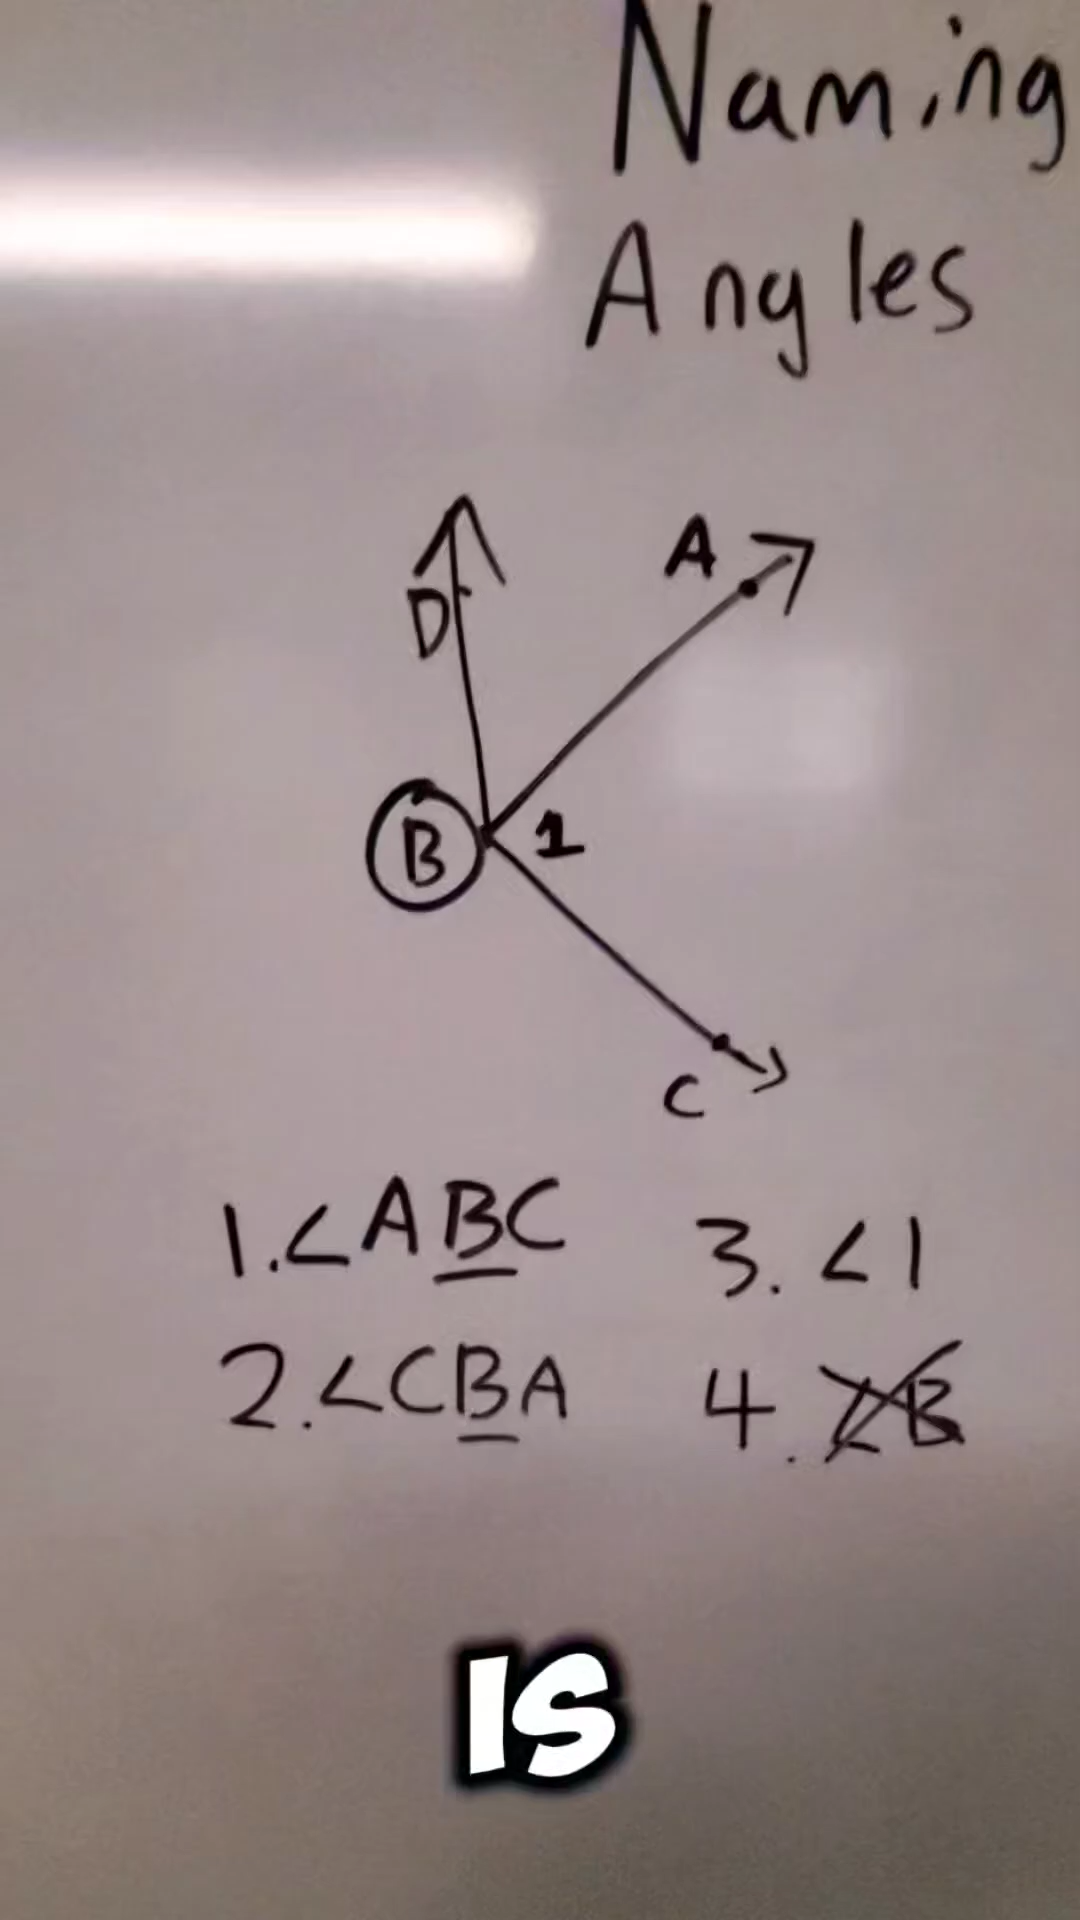 Naming
Angles
D
A
B
1
C
1. <ABC
3. <1
2. <CBA
4. <B
IS